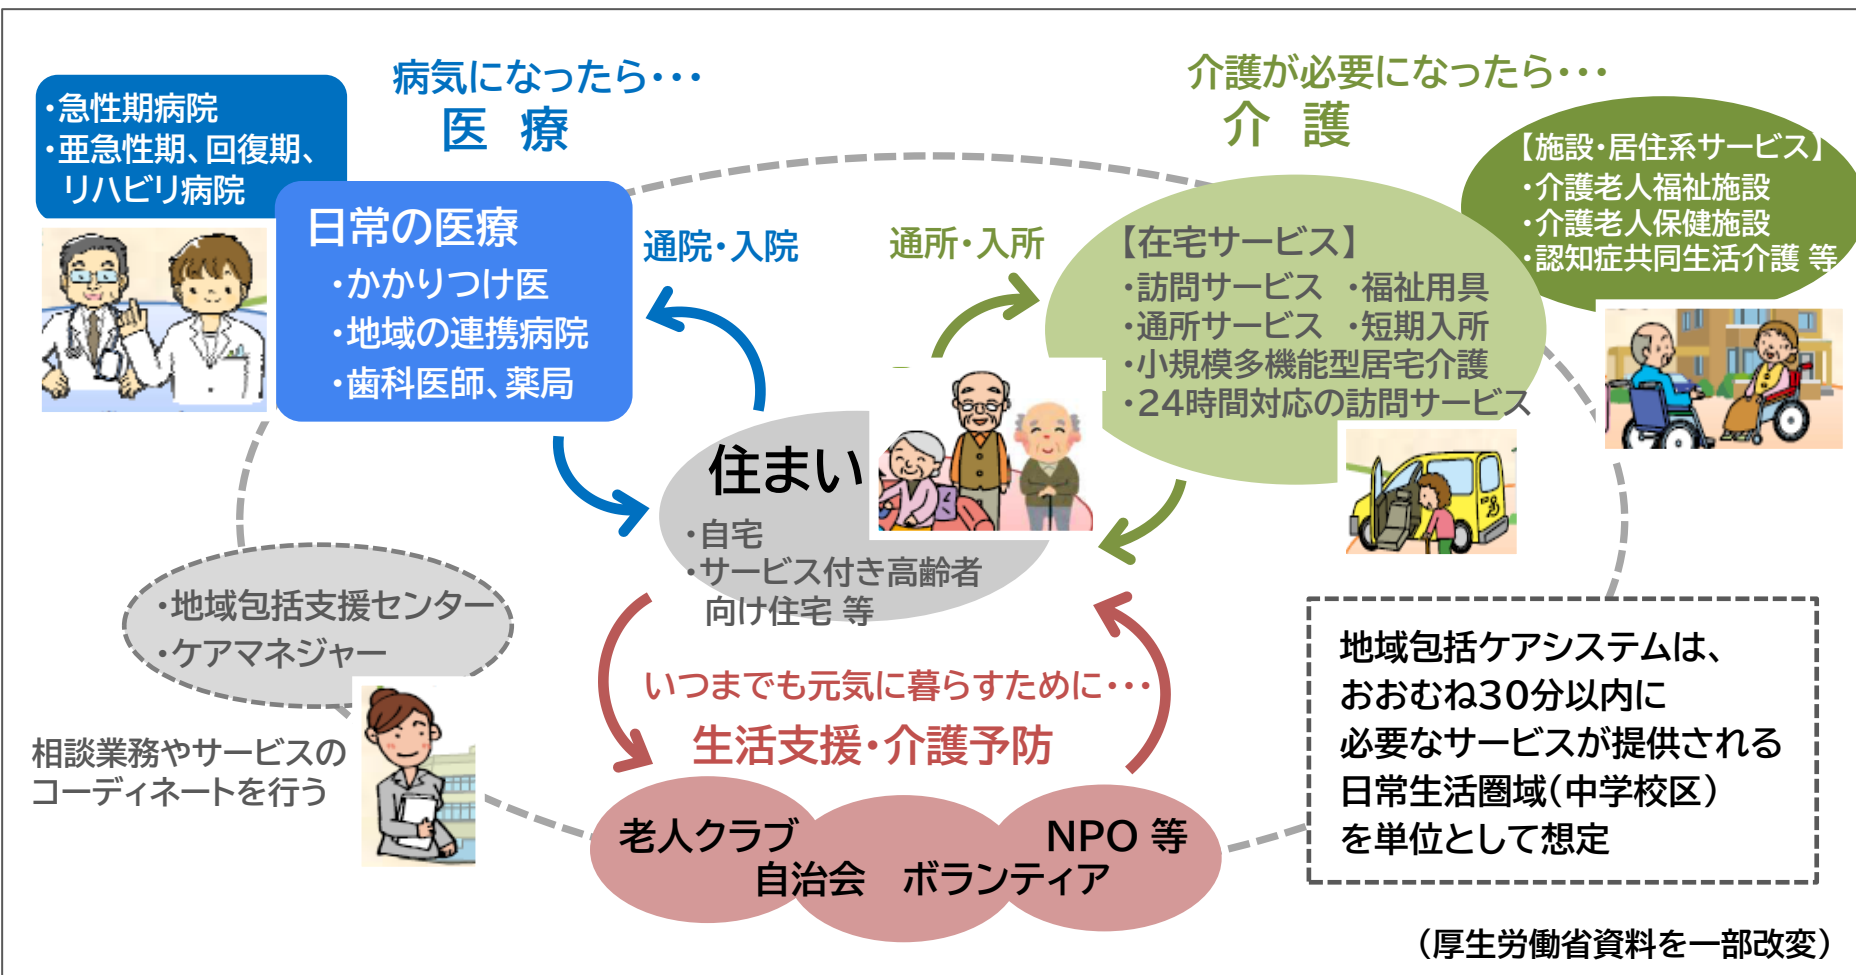 病気になったら･･･
医 療
介護が必要になったら･･･
介 護
・急性期病院
・亜急性期、回復期、
リハビリ病院
日常の医療
・かかりつけ医
・地域の連携病院
・歯科医師、薬局
通院・入院
通所・入所
【在宅サービス】
・訪問サービス ・福祉用具
・通所サービス ・短期入所
・小規模多機能型居宅介護
・24時間対応の訪問サービス
【施設・居住系サービス】
・介護老人福祉施設
・介護老人保健施設
・認知症共同生活介護 等
住まい
・自宅
・サービス付き高齢者
向け住宅 等
・地域包括支援センター
・ケアマネジャー
相談業務やサービスの
コーディネートを行う
いつまでも元気に暮らすために･･･
生活支援・介護予防
老人クラブ
自治会 ボランティア
NPO 等
地域包括ケアシステムは、
おおむね30分以内に
必要なサービスが提供される
日常生活圏域(中学校区)
を単位として想定
(厚生労働省資料を一部改変)